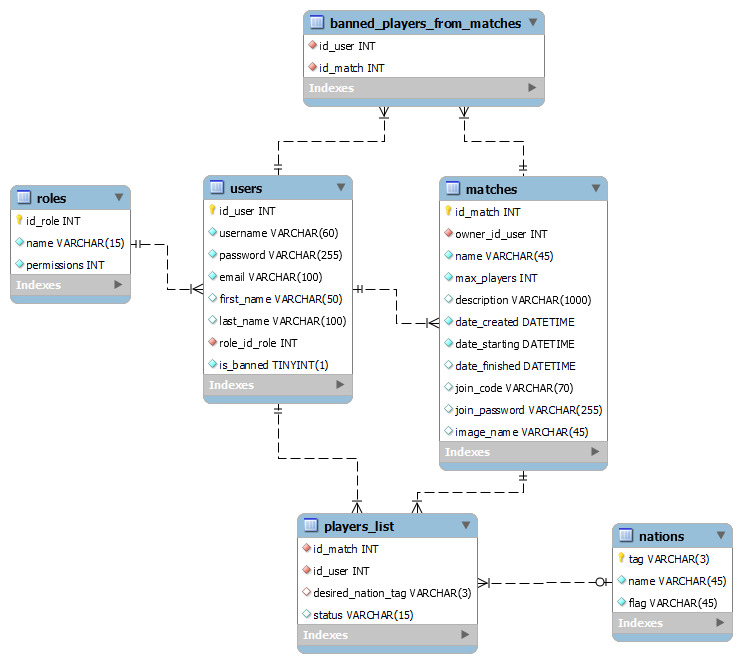 banned_players_from_matches
id_user INT
id_match INT
Indexes
roles
id_role INT
name VARCHAR(15)
permissions INT
Indexes
users
id_user INT
username VARCHAR(60)
password VARCHAR(255)
email VARCHAR(100)
first_name VARCHAR(50)
last_name VARCHAR(100)
role_id_role INT
is_banned TINYINT(1)
Indexes
matches
id_match INT
owner_id_user INT
name VARCHAR(45)
max_players INT
description VARCHAR(1000)
date_created DATETIME
date_starting DATETIME
date_finished DATETIME
join_code VARCHAR(70)
join_password VARCHAR(255)
image_name VARCHAR(45)
Indexes
players_list
id_match INT
id_user INT
desired_nation_tag VARCHAR(3)
status VARCHAR(15)
Indexes
nations
tag VARCHAR(3)
name VARCHAR(45)
flag VARCHAR(45)
Indexes